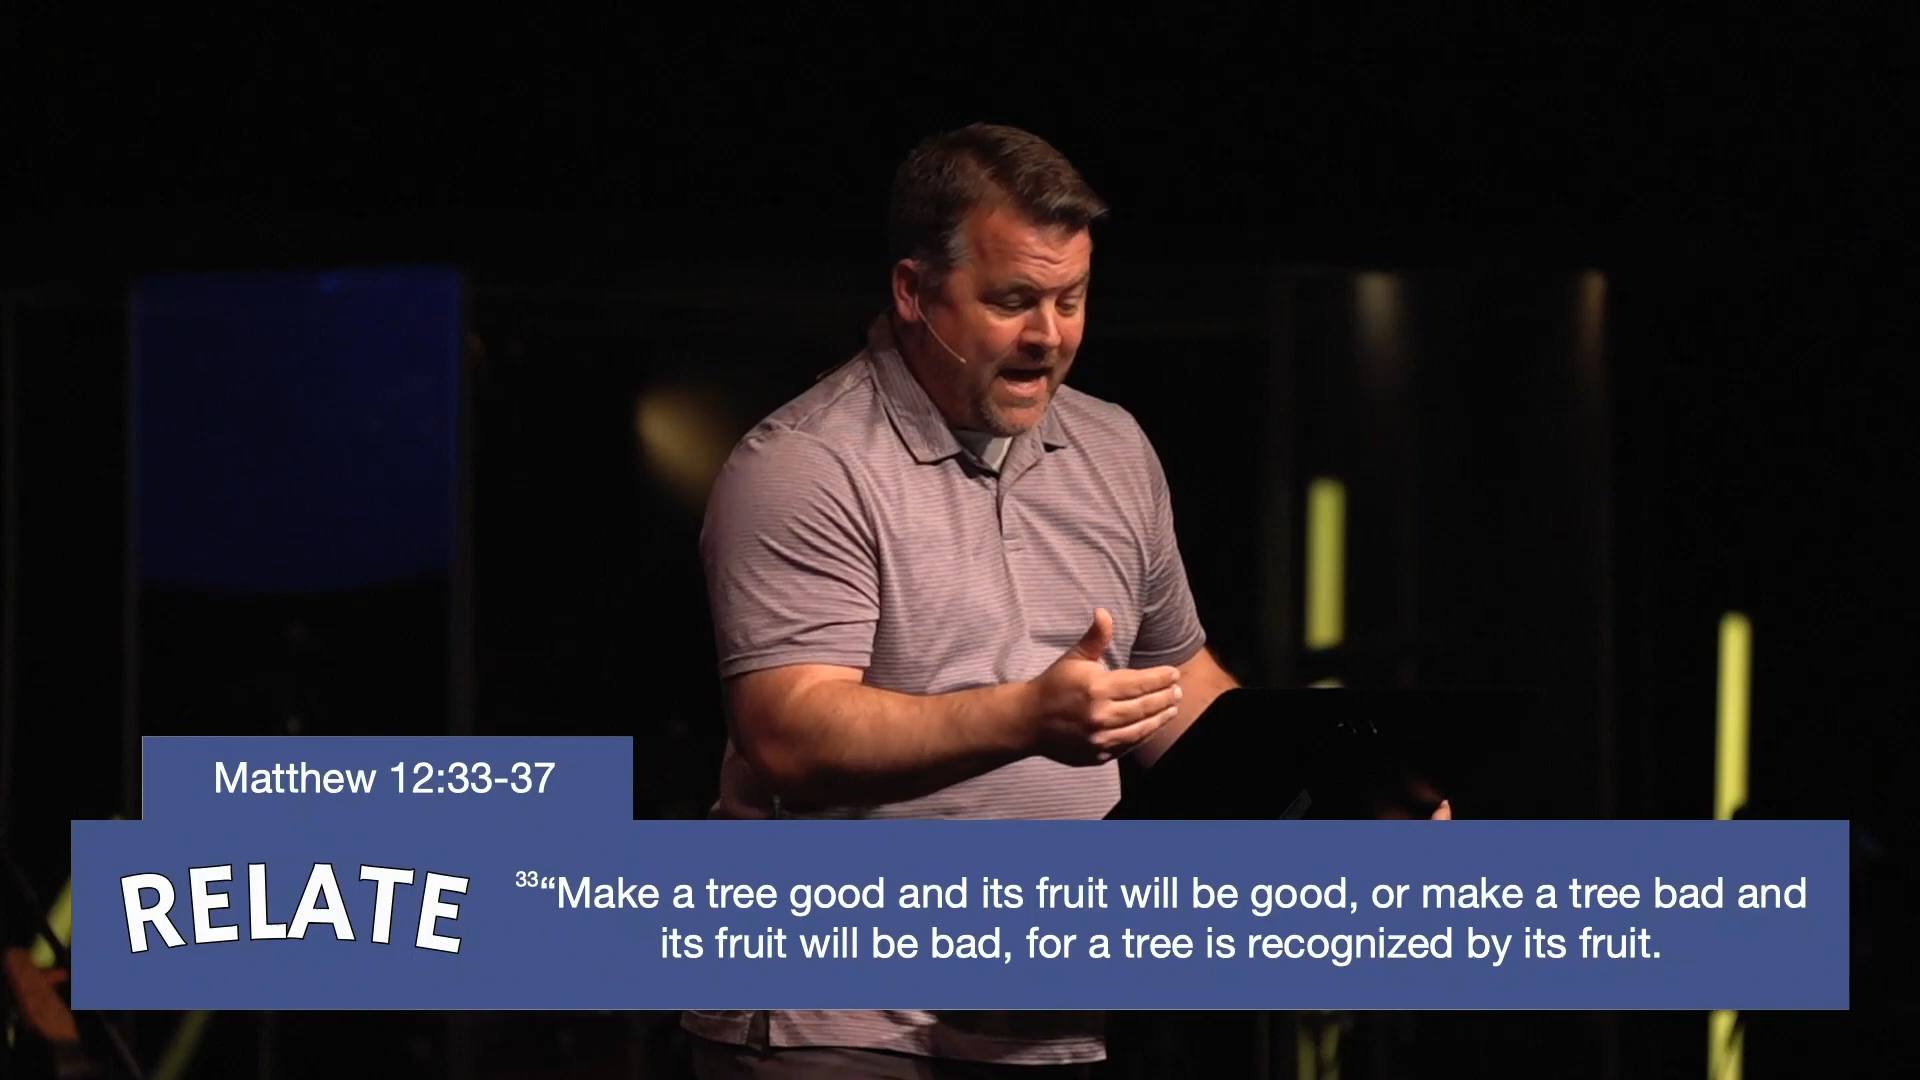 Matthew 12:33-37
RELATE
³³“Make a tree good and its fruit will be good, or make a tree bad and
its fruit will be bad, for a tree is recognized by its fruit.